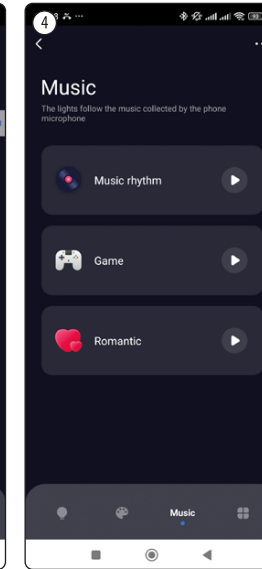 4
Music
The lights follow the music collected by the phone
microphone
Music rhythm
Game
Romantic
Music